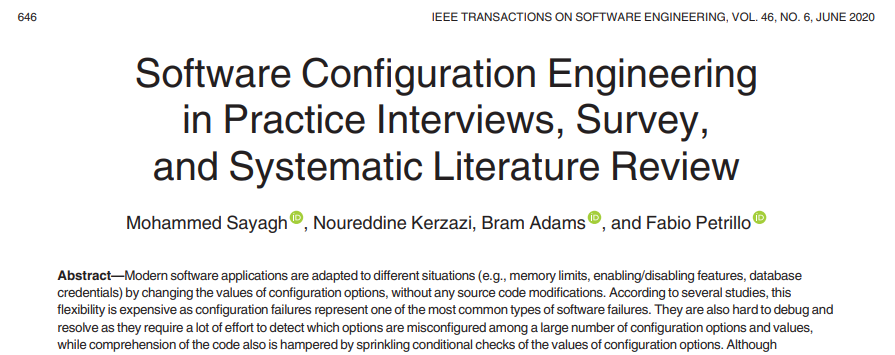 646
IEEE TRANSACTIONS ON SOFTWARE ENGINEERING, VOL. 46, NO. 6, JUNE 2020
Software Configuration Engineering
in Practice Interviews, Survey,
and Systematic Literature Review
Mohammed Sayagh iD, Noureddine Kerzazi, Bram Adams iD, and Fabio Petrillo iD
Abstract—Modern software applications are adapted to different situations (e.g., memory limits, enabling/disabling features, database
credentials) by changing the values of configuration options, without any source code modifications. According to several studies, this
flexibility is expensive as configuration failures represent one of the most common types of software failures. They are also hard to debug and
resolve as they require a lot of effort to detect which options are misconfigured among a large number of configuration options and values,
while comprehension of the code also is hampered by sprinkling conditional checks of the values of configuration options. Although